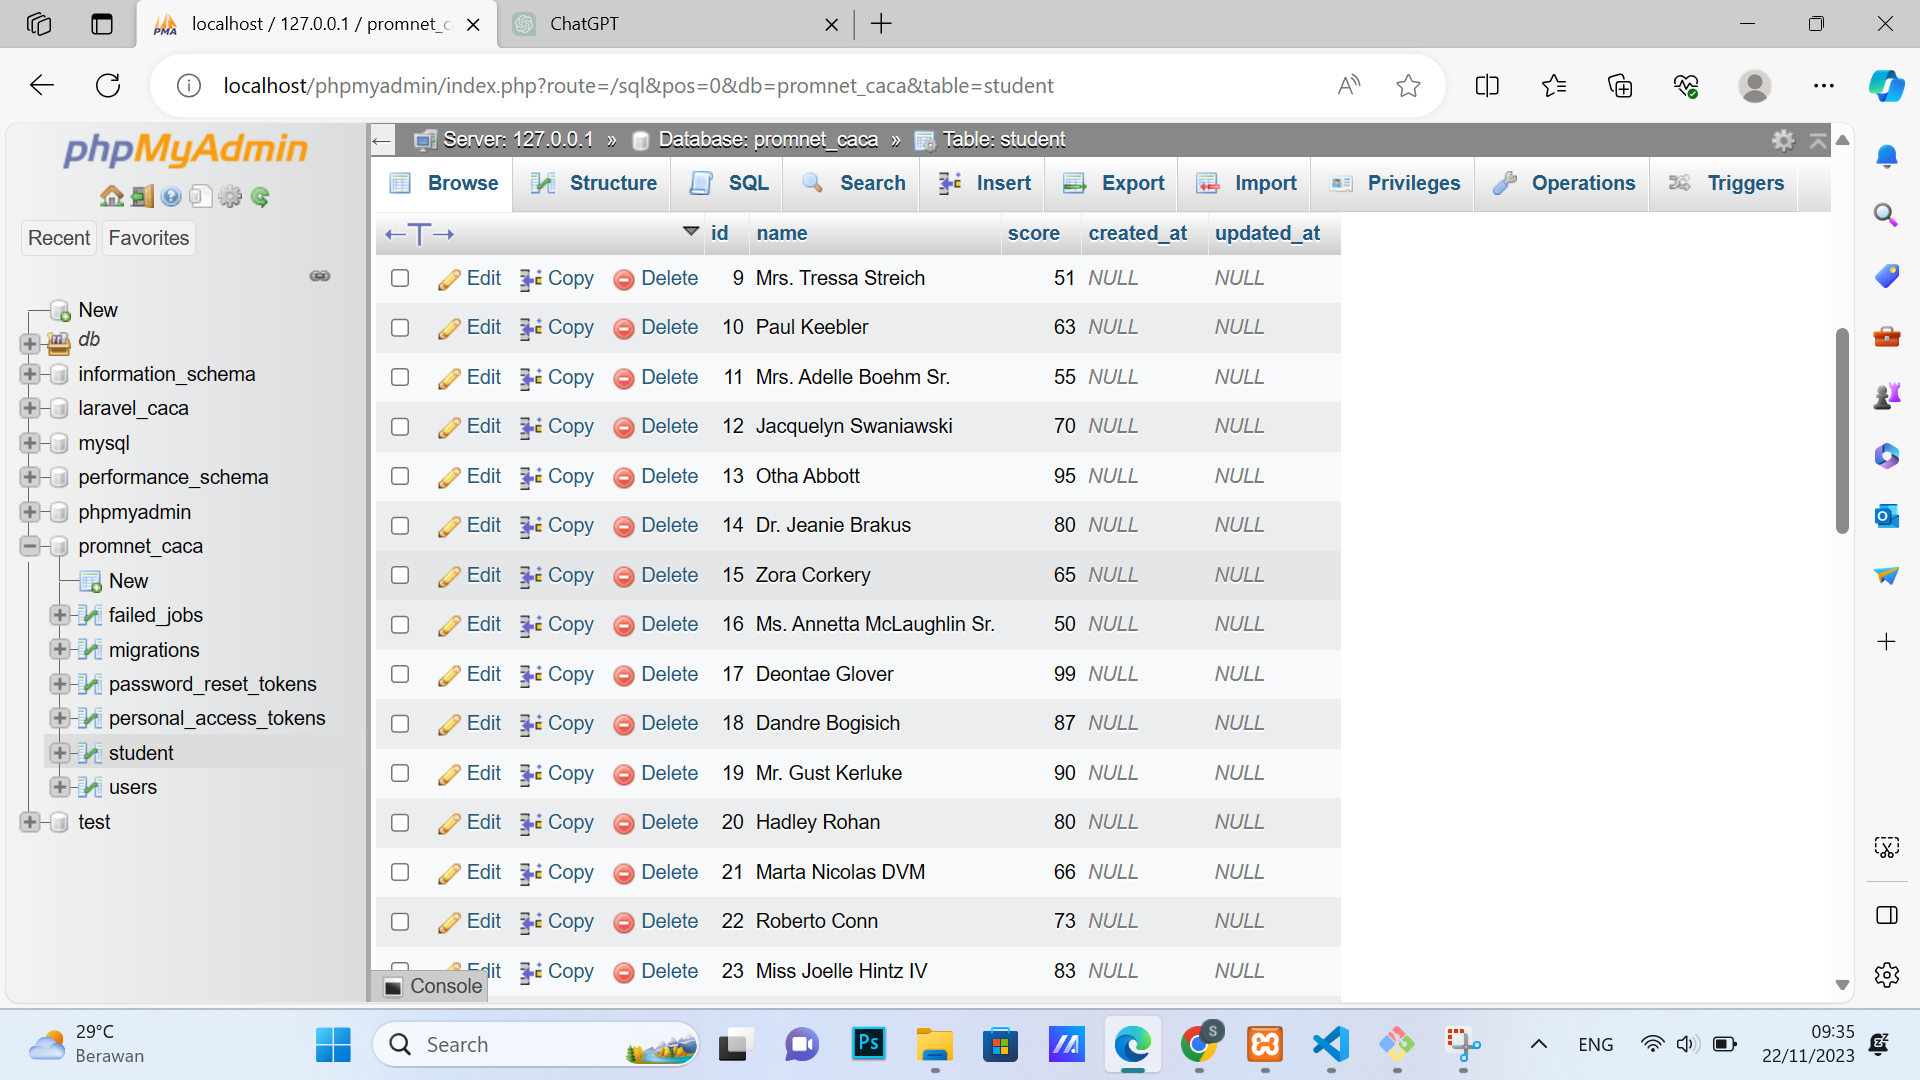 localhost / 127.0.0.1 / promnet_c
ChatGPT
localhost/phpmyadmin/index.php?route=/sql&pos=0&db=promnet_caca&table=student
phpMyAdmin
Recent
Favorites
New
db
information_schema
laravel_caca
mysql
performance_schema
phpmyadmin
promnet_caca
New
failed_jobs
migrations
password_reset_tokens
personal_access_tokens
student
users
test
Server: 127.0.0.1 » Database: promnet_caca » Table: student
Browse Structure SQL Search Insert Export Import Privileges Operations Triggers
id name score created_at updated_at
Edit Copy Delete 9 Mrs. Tressa Streich 51 NULL NULL
Edit Copy Delete 10 Paul Keebler 63 NULL NULL
Edit Copy Delete 11 Mrs. Adelle Boehm Sr. 55 NULL NULL
Edit Copy Delete 12 Jacquelyn Swaniawski 70 NULL NULL
Edit Copy Delete 13 Otha Abbott 95 NULL NULL
Edit Copy Delete 14 Dr. Jeanie Brakus 80 NULL NULL
Edit Copy Delete 15 Zora Corkery 65 NULL NULL
Edit Copy Delete 16 Ms. Annetta McLaughlin Sr. 50 NULL NULL
Edit Copy Delete 17 Deontae Glover 99 NULL NULL
Edit Copy Delete 18 Dandre Bogisich 87 NULL NULL
Edit Copy Delete 19 Mr. Gust Kerluke 90 NULL NULL
Edit Copy Delete 20 Hadley Rohan 80 NULL NULL
Edit Copy Delete 21 Marta Nicolas DVM 66 NULL NULL
Edit Copy Delete 22 Roberto Conn 73 NULL NULL
Edit Copy Delete 23 Miss Joelle Hintz IV 83 NULL NULL
Console
29°C
Berawan
Search
Ps
S
ENG
09:35
22/11/2023